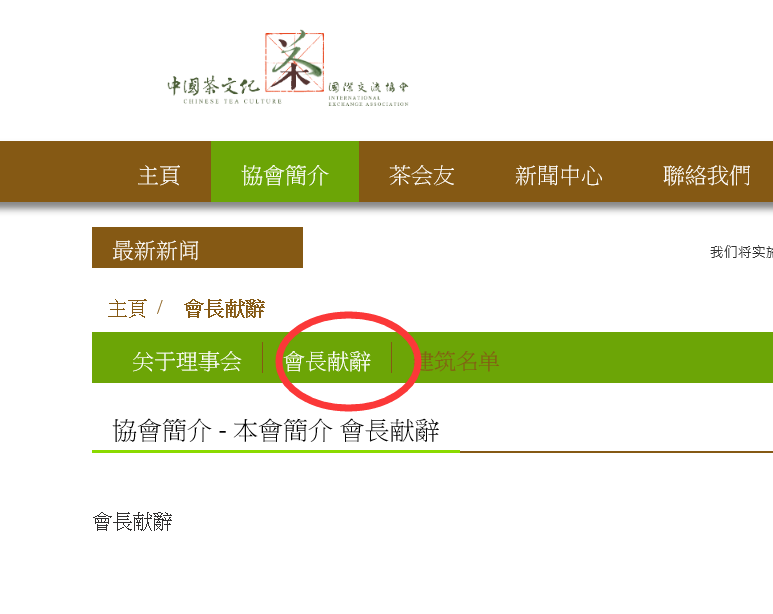 中國茶文化 茶 國際交流協會
CHINESE TEA CULTURE INTERNATIONAL
EXCHANGE ASSOCIATION
主頁 協會簡介 茶会友 新聞中心 聯絡我們
最新新闻 我们将实施
主頁 / 會長献辭
关于理事会 會長献辭 建筑名单
協會簡介 - 本會簡介 會長献辭
會長献辭